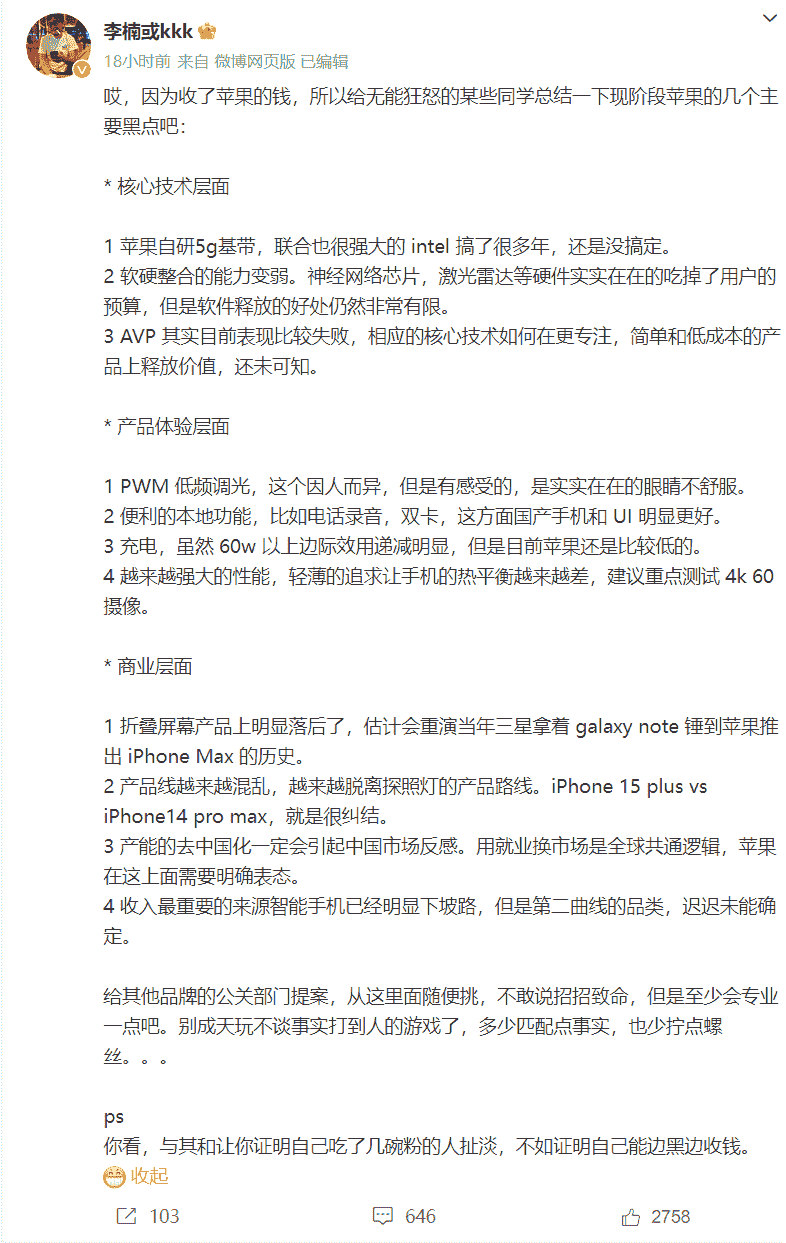 李楠或kkk
18小时前 来自 微博网页版 已编辑
哎，因为收了苹果的钱，所以给无能狂怒的某些同学总结一下现阶段苹果的几个主
要黑点吧：
* 核心技术层面
1 苹果自研5g基带，联合也很强大的 intel 搞了很多年，还是没搞定。
2 软硬整合的能力变弱。神经网络芯片，激光雷达等硬件实实在在的吃掉了用户的
预算，但是软件释放的好处仍然非常有限。
3 AVP 其实目前表现比较失败，相应的核心技术如何在更专注，简单和低成本的产
品上释放价值，还未可知。
* 产品体验层面
1 PWM 低频调光，这个因人而异，但是有感受的，是实实在在的眼睛不舒服。
2 便利的本地功能，比如电话录音，双卡，这方面国产手机和 UI 明显更好。
3 充电，虽然 60w 以上边际效用递减明显，但是目前苹果还是比较低的。
4 越来越强大的性能，轻薄的追求让手机的热平衡越来越差，建议重点测试 4k 60
摄像。
* 商业层面
1 折叠屏幕产品上明显落后了，估计会重演当年三星拿着 galaxy note 锤到苹果推
出 iPhone Max 的历史。
2 产品线越来越混乱，越来越脱离探照灯的产品路线。iPhone 15 plus vs
iPhone14 pro max，就是很纠结。
3 产能的去中国化一定会引起中国市场反感。用就业换市场是全球共通逻辑，苹果
在这上面需要明确表态。
4 收入最重要的来源智能手机已经明显下坡路，但是第二曲线的品类，迟迟未能确
定。
给其他品牌的公关部门提案，从这里面随便挑，不敢说招招致命，但是至少会专业
一点吧。别成天玩不谈事实打到人的游戏了，多少匹配点事实，也少拧点螺
丝。。。
ps
你看，与其和让你证明自己吃了几碗粉的人扯淡，不如证明自己能边黑边收钱。
收起
103 646 2758